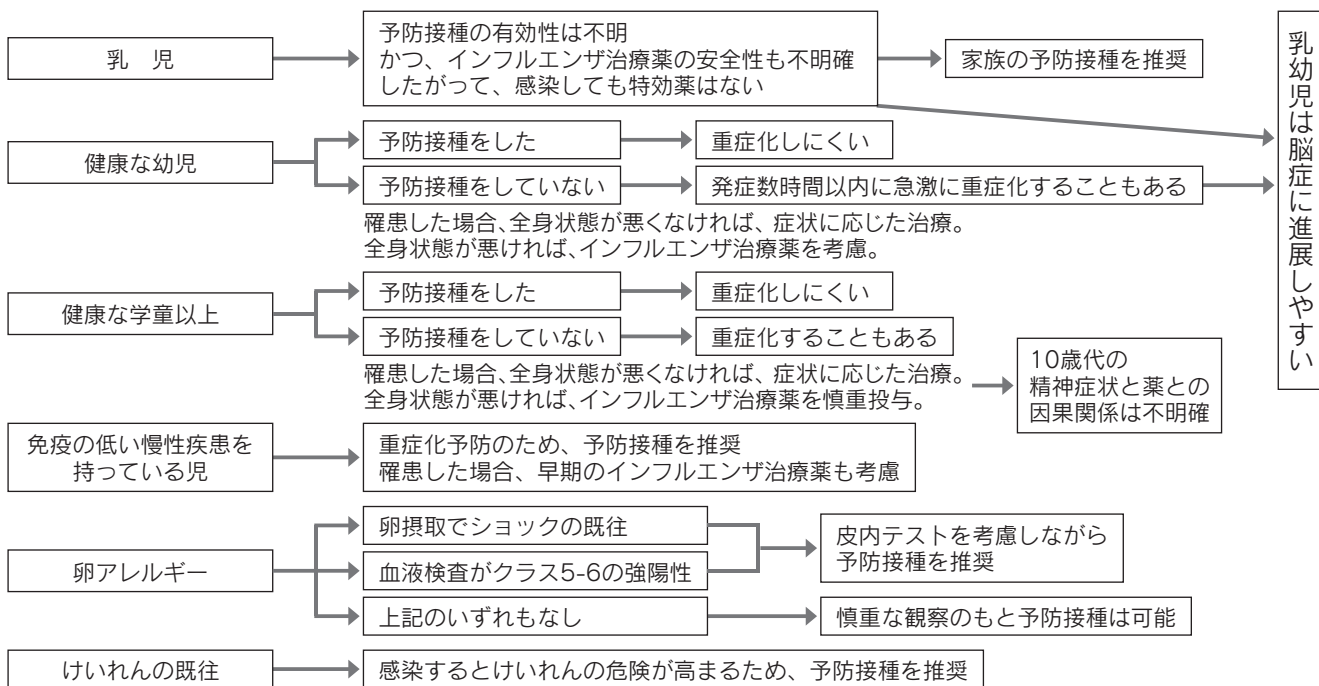 乳 児
予防接種の有効性は不明
かつ、インフルエンザ治療薬の安全性も不明確
したがって、感染しても特効薬はない
家族の予防接種を推奨
乳幼児は脳症に進展しやすい
健康な幼児
予防接種をした
重症化しにくい
予防接種をしていない
発症数時間以内に急激に重症化することもある
罹患した場合、全身状態が悪くなければ、症状に応じた治療。
全身状態が悪ければ、インフルエンザ治療薬を考慮。
健康な学童以上
予防接種をした
重症化しにくい
予防接種をしていない
重症化することもある
罹患した場合、全身状態が悪くなければ、症状に応じた治療。
全身状態が悪ければ、インフルエンザ治療薬を慎重投与。
10歳代の
精神症状と薬との
因果関係は不明確
免疫の低い慢性疾患を
持っている児
重症化予防のため、予防接種を推奨
罹患した場合、早期のインフルエンザ治療薬も考慮
卵アレルギー
卵摂取でショックの既往
血液検査がクラス5-6の強陽性
皮内テストを考慮しながら
予防接種を推奨
上記のいずれもなし
慎重な観察のもと予防接種は可能
けいれんの既往
感染するとけいれんの危険が高まるため、予防接種を推奨